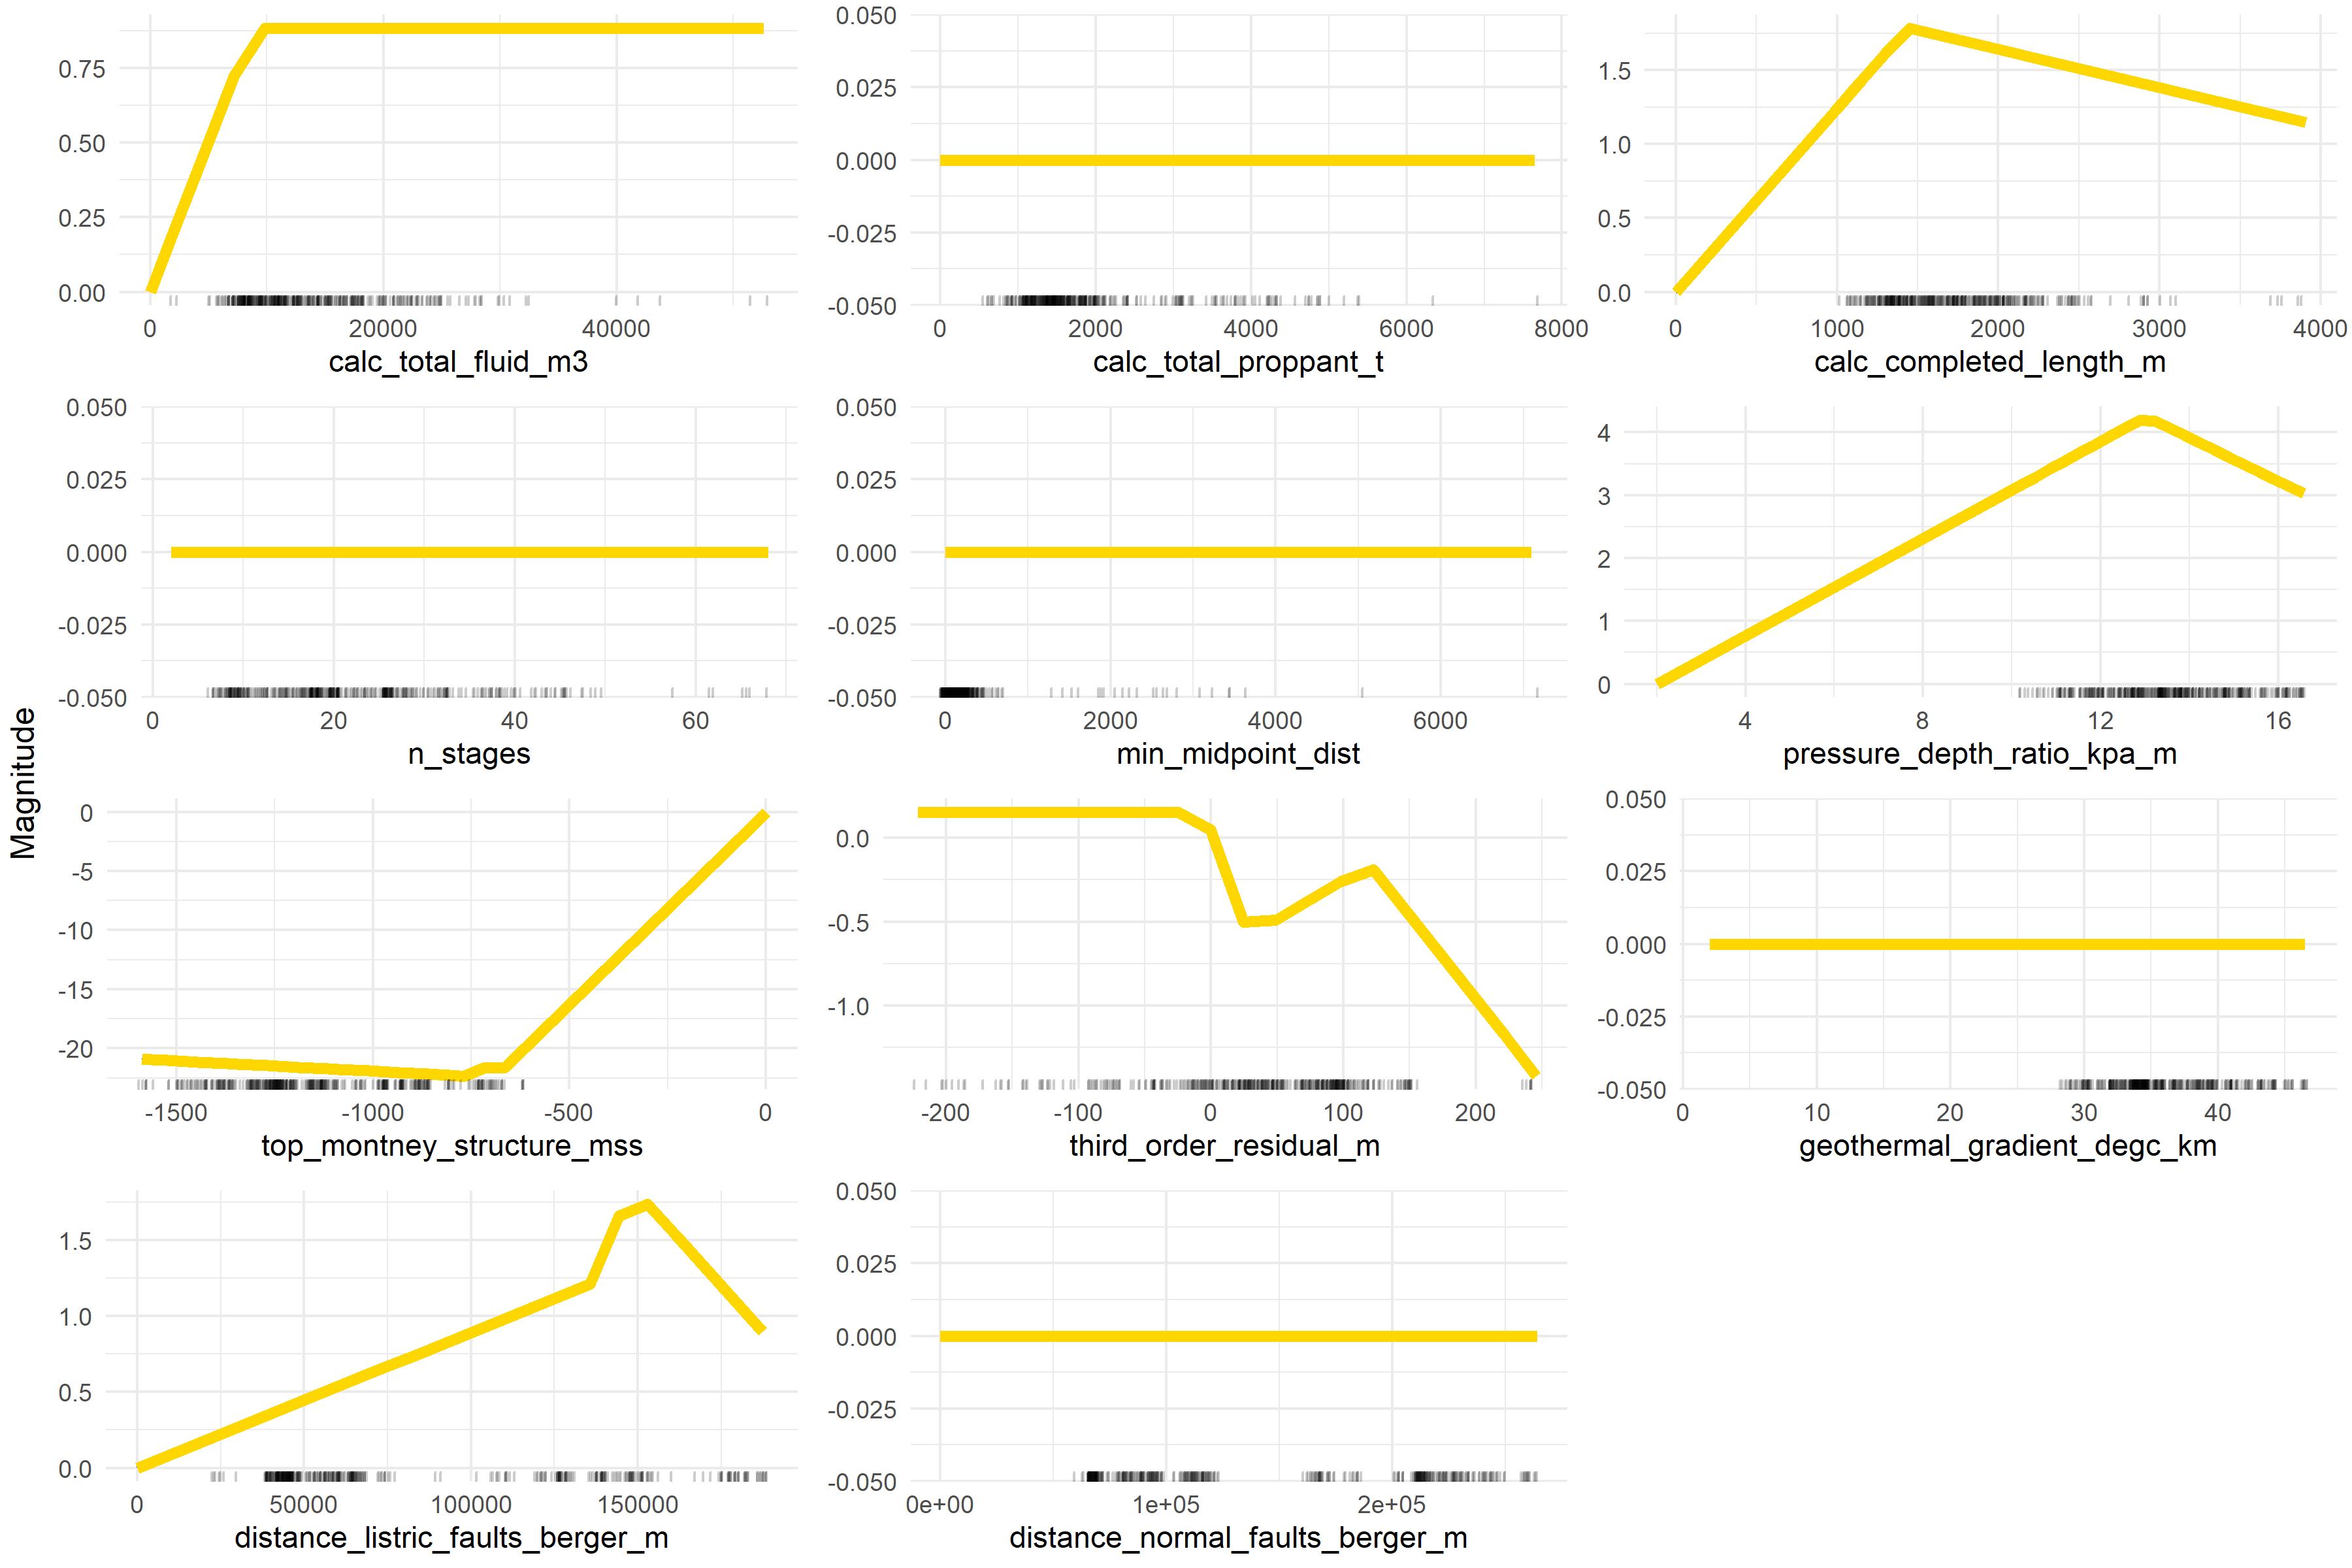 0.75
0.50
0.25
0.00
0 20000 40000
calc_total_fluid_m3
0.050
0.025
0.000
-0.025
-0.050
0 2000 4000 6000 8000
calc_total_proppant_t
1.5
1.0
0.5
0.0
0 1000 2000 3000 4000
calc_completed_length_m
0.050
0.025
0.000
-0.025
-0.050
0 20 40 60
n_stages
0.050
0.025
0.000
-0.025
-0.050
0 2000 4000 6000
min_midpoint_dist
4
3
2
1
0
4 8 12 16
pressure_depth_ratio_kpa_m
Magnitude
0
-5
-10
-15
-20
-1500 -1000 -500 0
top_montney_structure_mss
0.0
-0.5
-1.0
-200 -100 0 100 200
third_order_residual_m
0.050
0.025
0.000
-0.025
-0.050
0 10 20 30 40
geothermal_gradient_degc_km
1.5
1.0
0.5
0.0
0 50000 100000 150000
distance_listric_faults_berger_m
0.050
0.025
0.000
-0.025
-0.050
0e+00 1e+05 2e+05
distance_normal_faults_berger_m